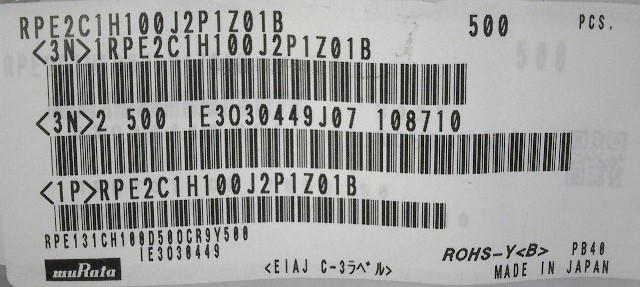 RPE2C1H100J2P1Z01B 500 PCS.
<3N>1RPE2C1H100J2P1Z01B
<3N>2 500 IE3030449J07 108710
<1P>RPE2C1H100J2P1Z01B
RPE131CH100D50OCR9Y500
IE3030449
muRata <EIAJ C-3ラベル> ROHS-Y<B> PB40
MADE IN JAPAN